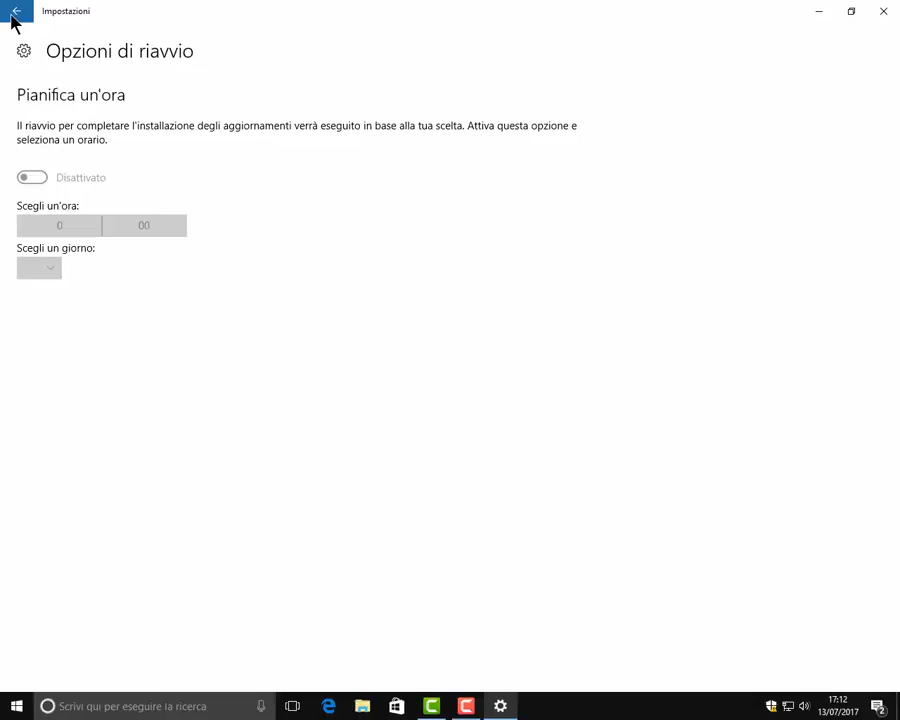 Impostazioni
Opzioni di riavvio
Pianifica un'ora
Il riavvio per completare l'installazione degli aggiornamenti verrà eseguito in base alla tua scelta. Attiva questa opzione e
seleziona un orario.
Disattivato
Scegli un'ora:
0 00
Scegli un giorno:
Scrivi qui per eseguire la ricerca
17:12
13/07/2017
2